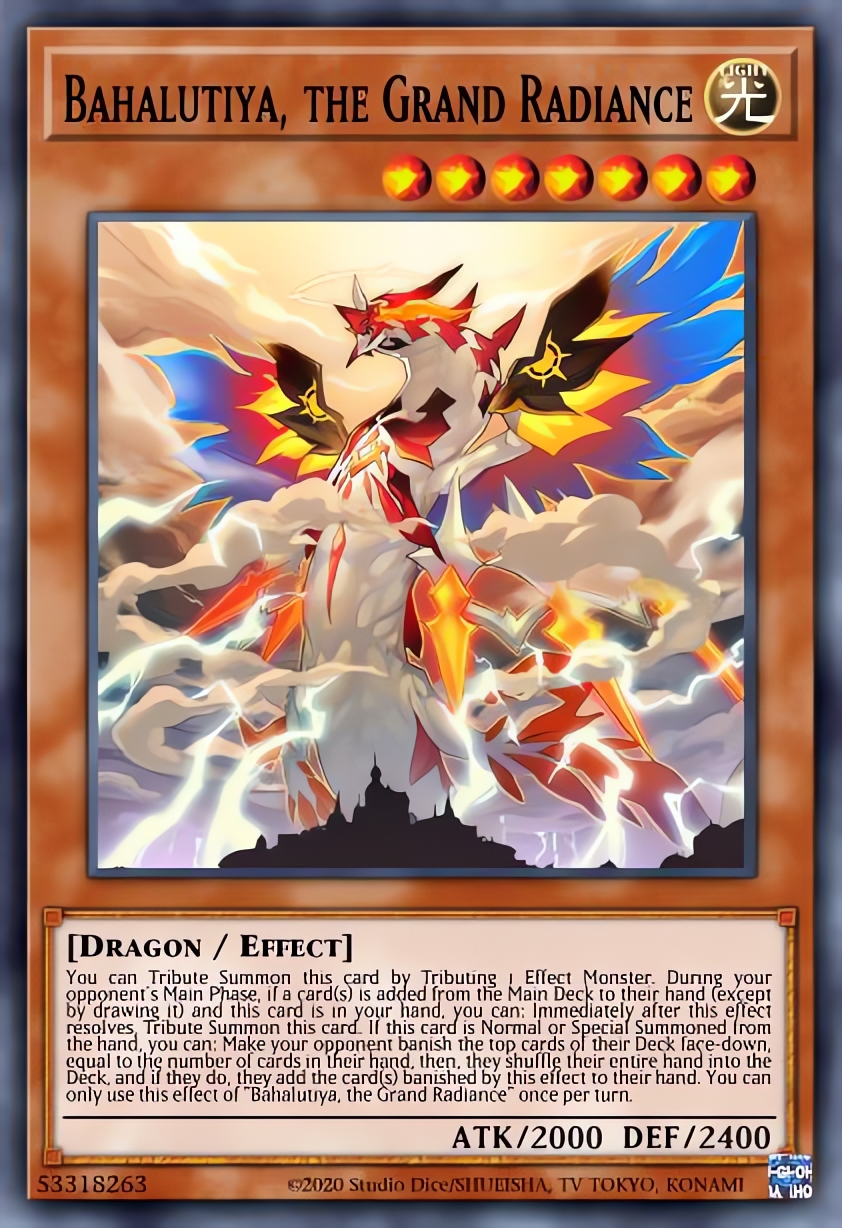 BAHALUTIYA, THE GRAND RADIANCE
LIGHT
光
[DRAGON / EFFECT]
You can Tribute Summon this card by Tributing 1 Effect Monster. During your
opponent's Main Phase, if a card(s) is added from the Main Deck to their hand (except
by drawing it) and this card is in your hand, you can: Immediately after this effect
resolves, Tribute Summon this card. If this card is Normal or Special Summoned from
the hand, you can: Make your opponent banish the top cards of their Deck face-down,
equal to the number of cards in their hand, then, they shuffle their entire hand into the
Deck, and if they do, they add the card(s) banished by this effect to their hand. You can
only use this effect of "Bahalutiya, the Grand Radiance" once per turn.
ATK/2000 DEF/2400
53318263
©2020 Studio Dice/SHUEISHA, TV TOKYO, KONAMI